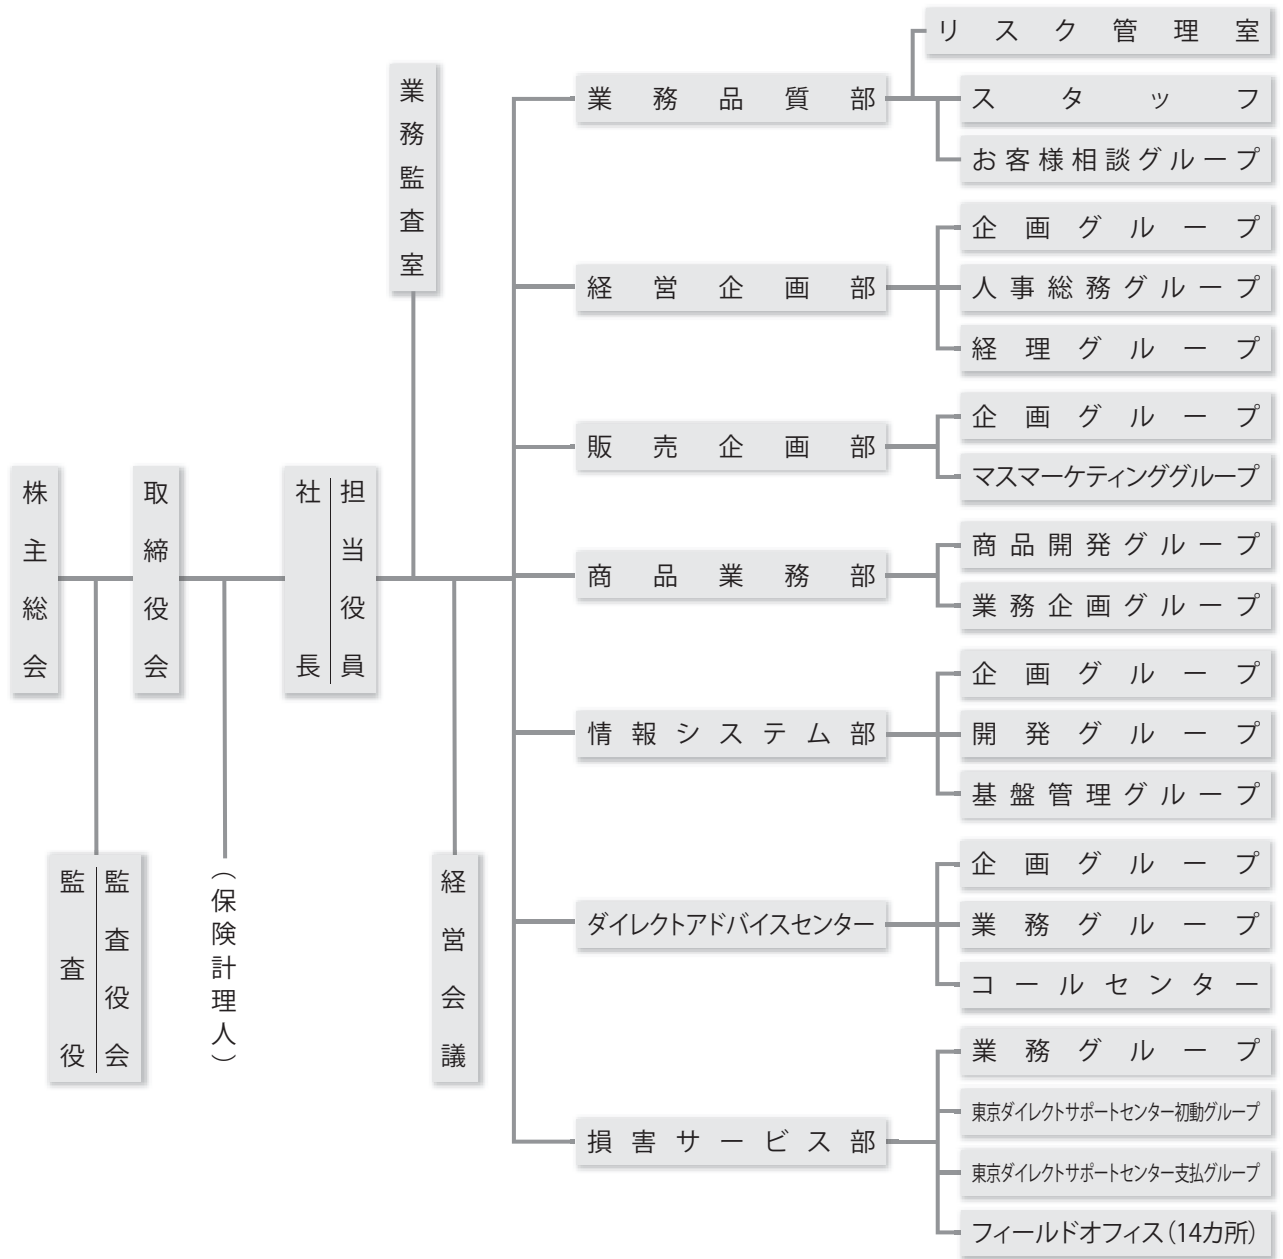 株主総会
監査役
監査役会
取締役会
（保険計理人）
社長
担当役員
業務監査室
経営会議
業務品質部
リスク管理室
スタッフ
お客様相談グループ
経営企画部
企画グループ
人事総務グループ
経理グループ
販売企画部
企画グループ
マスマーケティンググループ
商品業務部
商品開発グループ
業務企画グループ
情報システム部
企画グループ
開発グループ
基盤管理グループ
ダイレクトアドバイスセンター
企画グループ
業務グループ
コールセンター
損害サービス部
業務グループ
東京ダイレクトサポートセンター初動グループ
東京ダイレクトサポートセンター支払グループ
フィールドオフィス（14カ所）